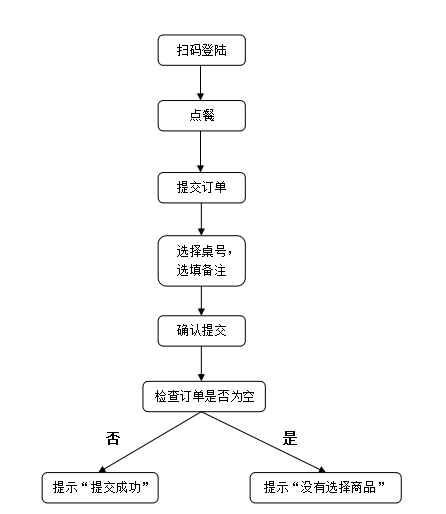 扫码登陆
点餐
提交订单
选择桌号，
选填备注
确认提交
检查订单是否为空
否
是
提示“提交成功”
提示“没有选择商品”